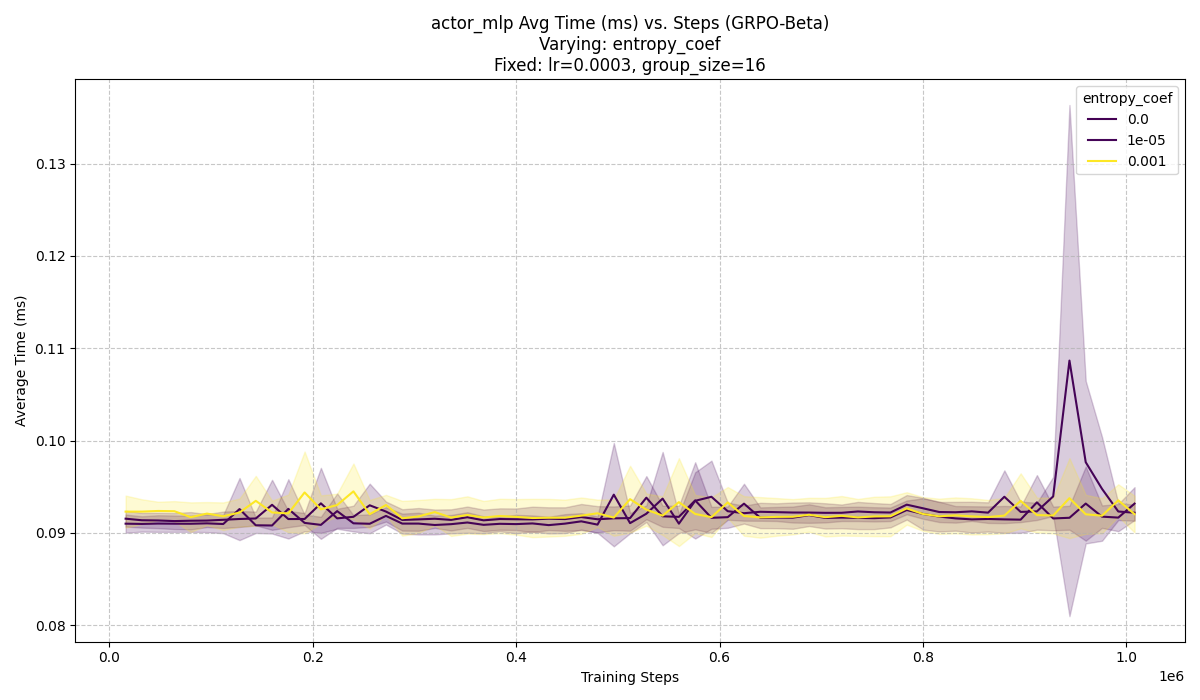 actor_mlp Avg Time (ms) vs. Steps (GRPO-Beta)
Varying: entropy_coef
Fixed: lr=0.0003, group_size=16
entropy_coef
0.0
1e-05
0.001
Average Time (ms)
0.13
0.12
0.11
0.10
0.09
0.08
0.0
0.2
0.4
0.6
0.8
1.0
1e6
Training Steps